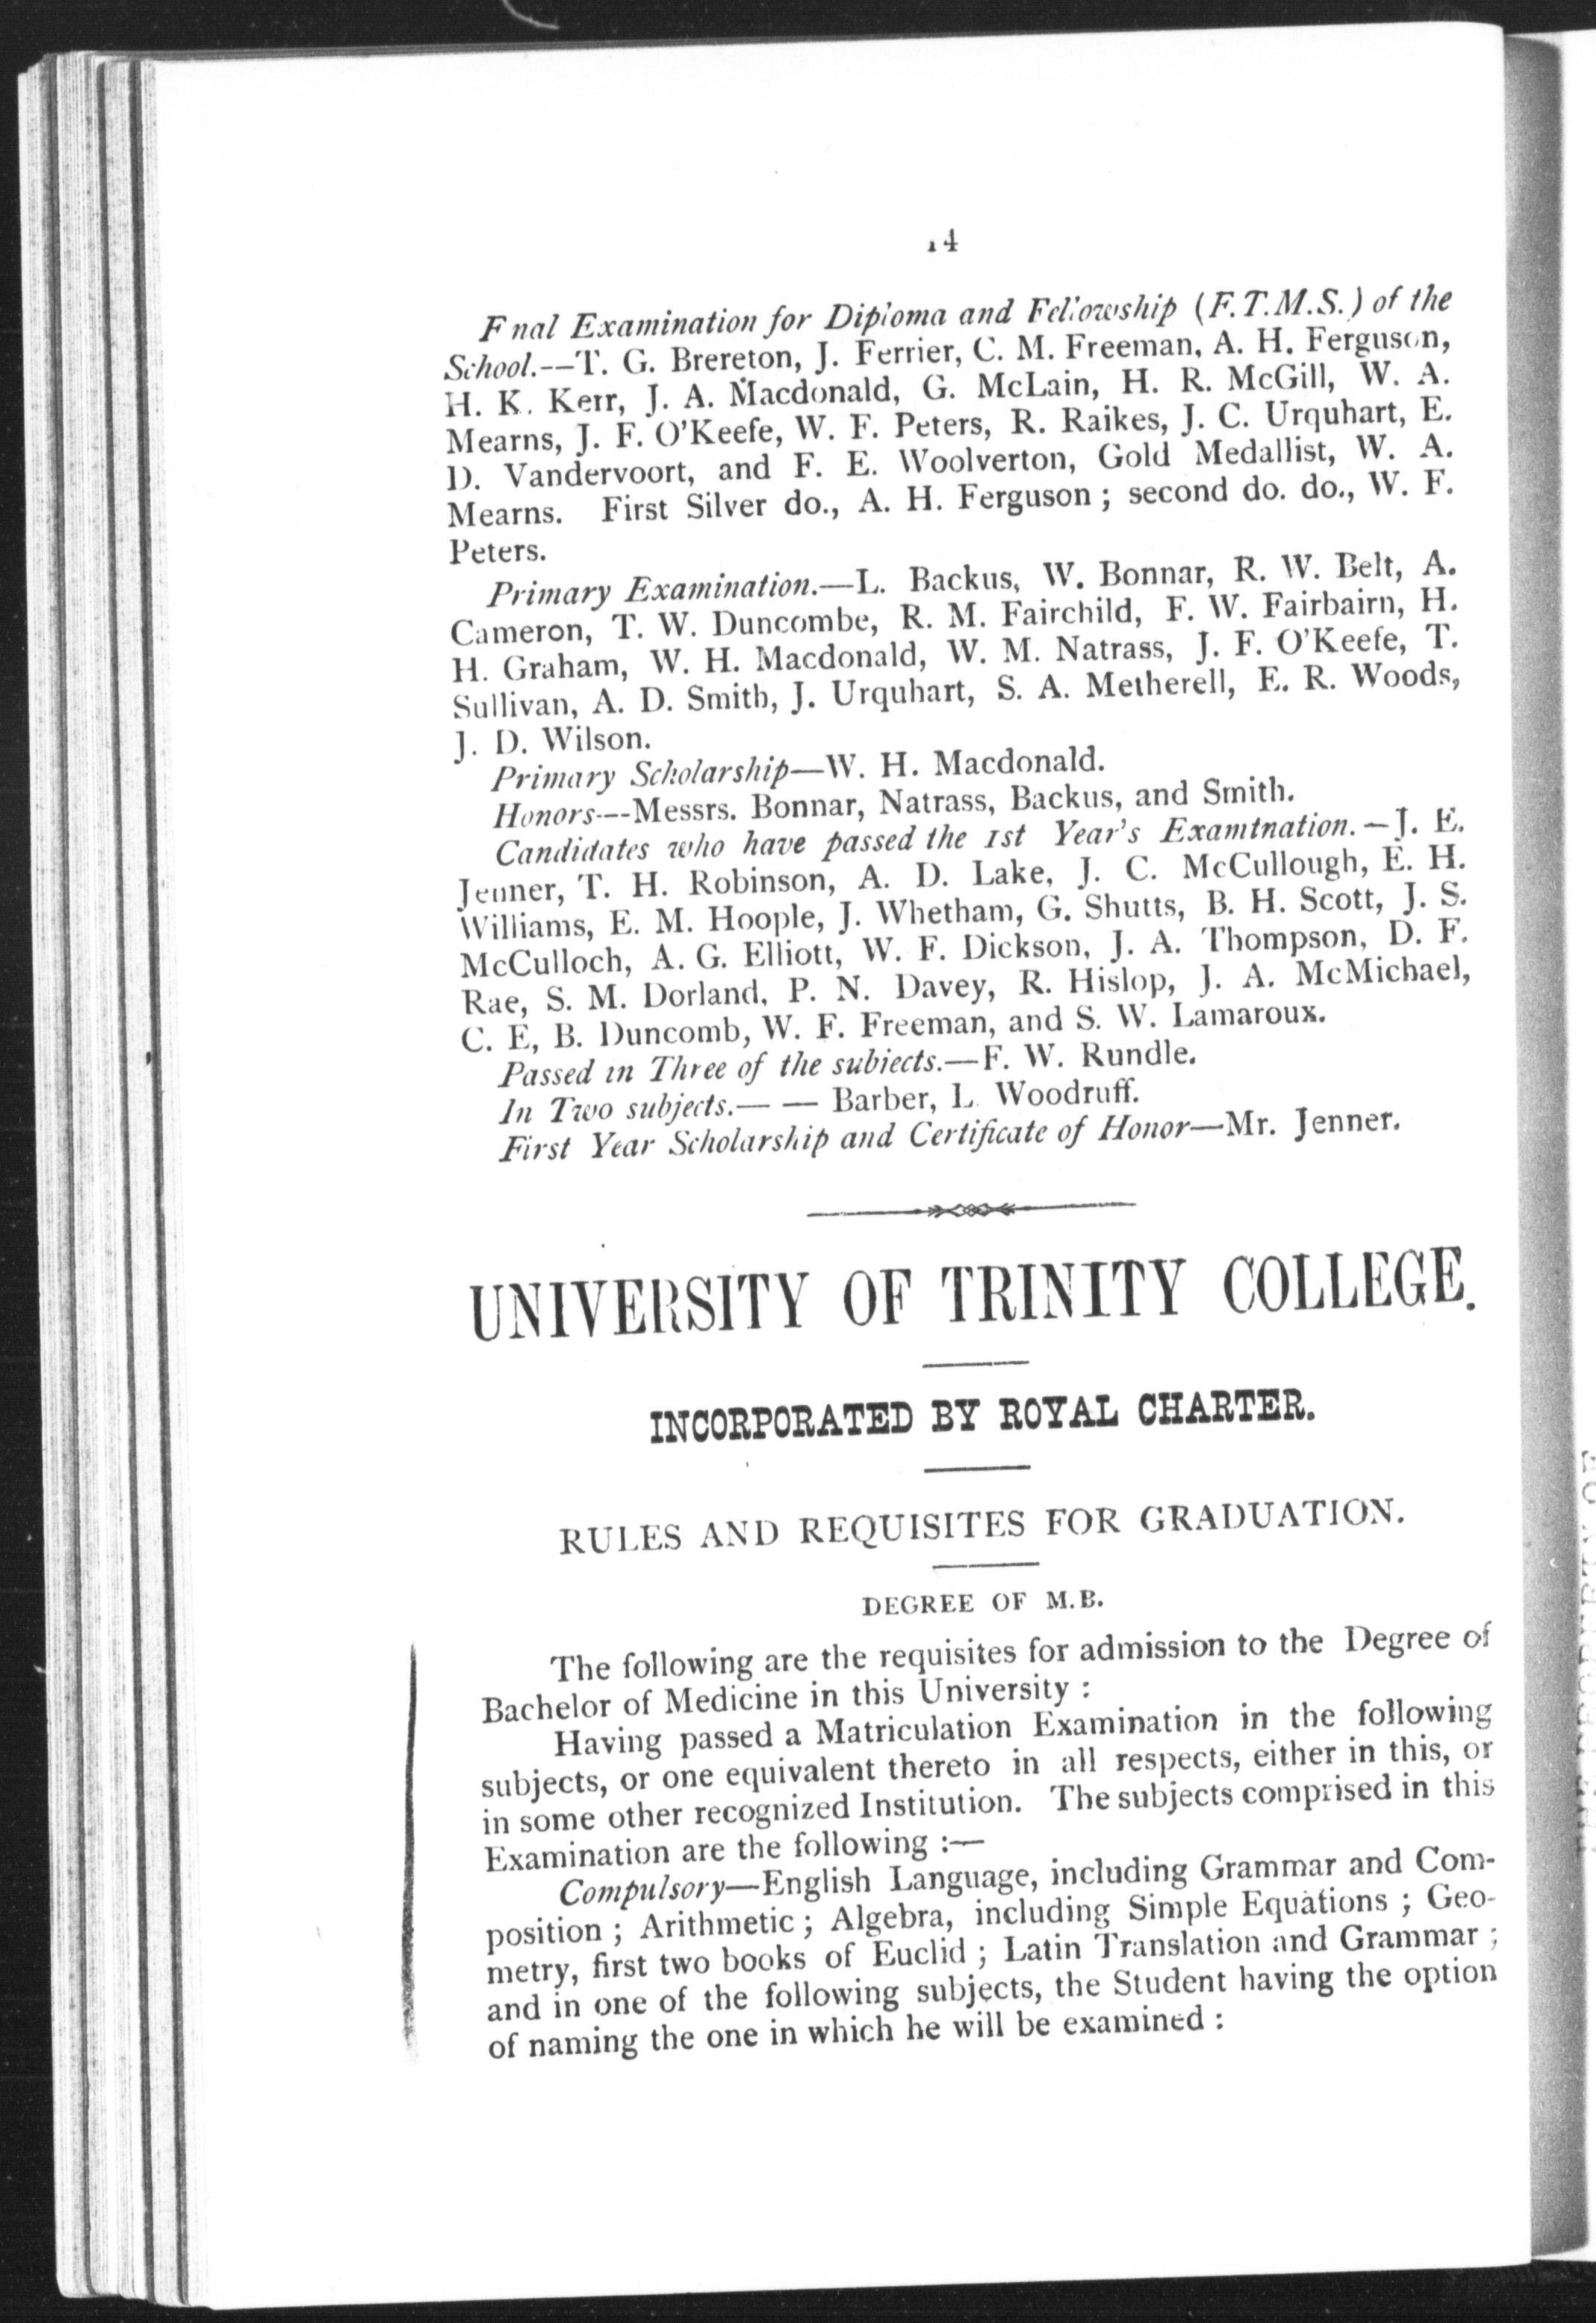 14
F nal Examination for Diploma and Fellowship (F.T.M.S.) of the
School.--T. G. Brereton, J. Ferrier, C. M. Freeman, A. H. Ferguson,
H. K. Kerr, J. A. Macdonald, G. McLain, H. R. McGill, W. A.
Mearns, J. F. O'Keefe, W. F. Peters, R. Raikes, J. C. Urquhart, E.
D. Vandervoort, and F. E. Woolverton, Gold Medallist, W. A.
Mearns. First Silver do., A. H. Ferguson ; second do. do., W. F.
Peters.
Primary Examination.—L. Backus, W. Bonnar, R. W. Belt, A.
Cameron, T. W. Duncombe, R. M. Fairchild, F. W. Fairbairn, H.
H. Graham, W. H. Macdonald, W. M. Natrass, J. F. O'Keefe, T.
Sullivan, A. D. Smith, J. Urquhart, S. A. Metherell, E. R. Woods,
J. D. Wilson.
Primary Scholarship—W. H. Macdonald.
Honors---Messrs. Bonnar, Natrass, Backus, and Smith.
Candidates who have passed the 1st Year's Examtnation.—J. E.
Jenner, T. H. Robinson, A. D. Lake, J. C. McCullough, E. H.
Williams, E. M. Hoople, J. Whetham, G. Shutts, B. H. Scott, J. S.
McCulloch, A. G. Elliott, W. F. Dickson, J. A. Thompson, D. F.
Rae, S. M. Dorland, P. N. Davey, R. Hislop, J. A. McMichael,
C. E, B. Duncomb, W. F. Freeman, and S. W. Lamaroux.
Passed in Three of the subiects.—F. W. Rundle.
In Two subjects.— — Barber, L. Woodruff.
First Year Scholarship and Certificate of Honor—Mr. Jenner.
UNIVERSITY OF TRINITY COLLEGE.
INCORPORATED BY ROYAL CHARTER.
RULES AND REQUISITES FOR GRADUATION.
DEGREE OF M.B.
The following are the requisites for admission to the Degree of
Bachelor of Medicine in this University :
Having passed a Matriculation Examination in the following
subjects, or one equivalent thereto in all respects, either in this, or
in some other recognized Institution. The subjects comprised in this
Examination are the following :—
Compulsory—English Language, including Grammar and Com-
position ; Arithmetic ; Algebra, including Simple Equations ; Geo-
metry, first two books of Euclid ; Latin Translation and Grammar ;
and in one of the following subjects, the Student having the option
of naming the one in which he will be examined :